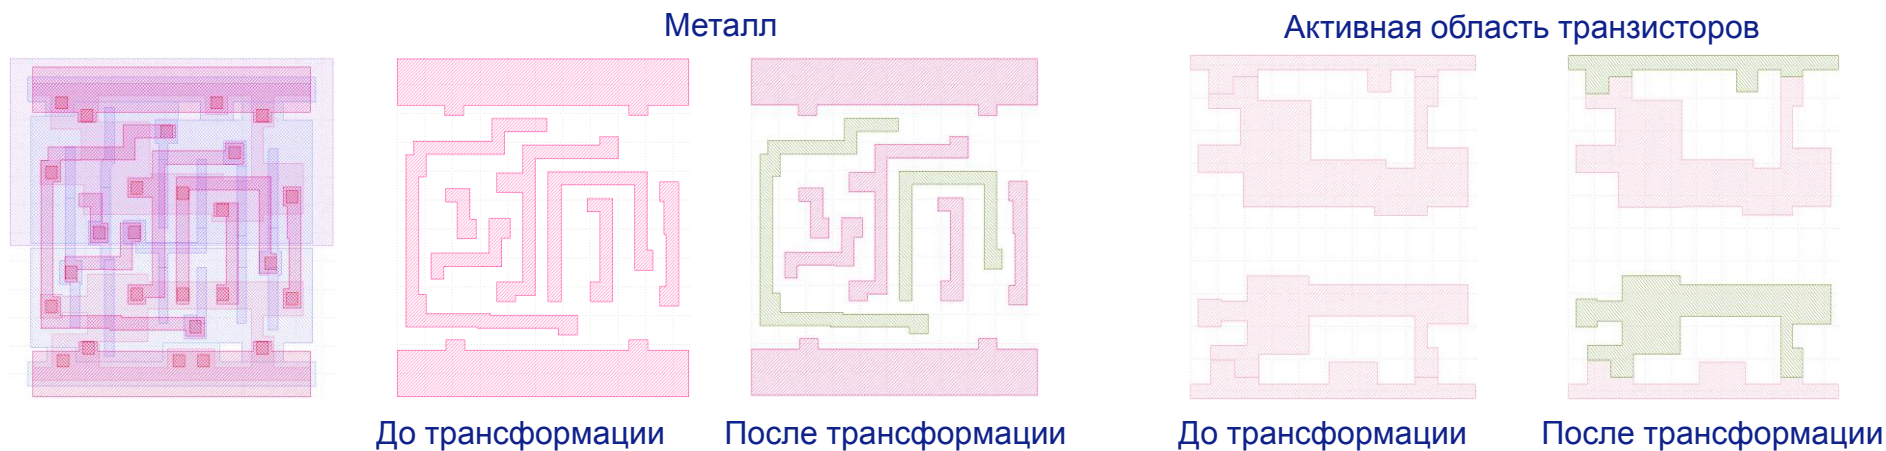 Металл
Активная область транзисторов
До трансформации
После трансформации
До трансформации
После трансформации